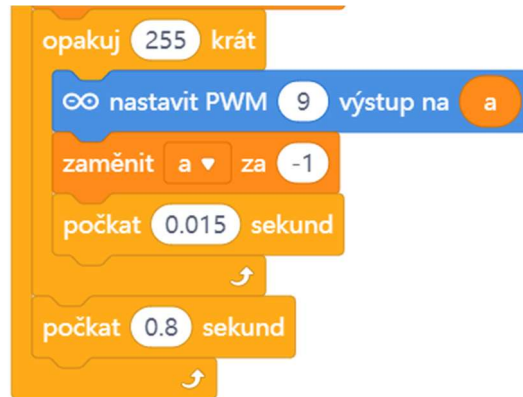 opakuj 255 krát
nastavit PWM 9 výstup na a
zaměnit a za -1
počkat 0.015 sekund
počkat 0.8 sekund